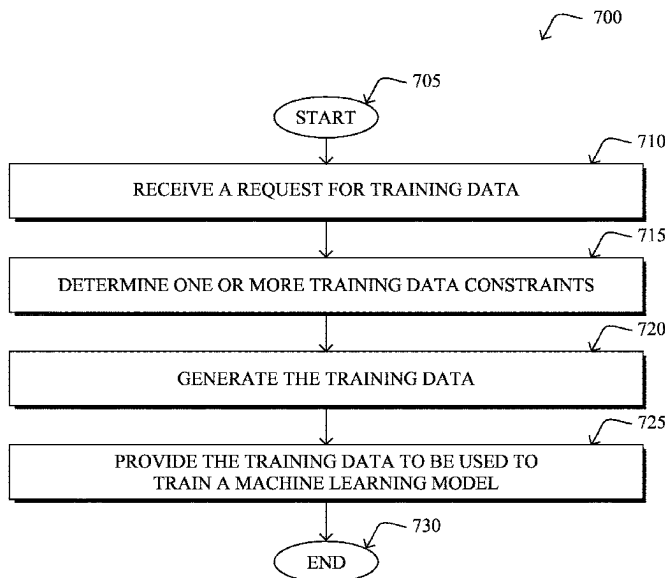 700
705
START
710
RECEIVE A REQUEST FOR TRAINING DATA
715
DETERMINE ONE OR MORE TRAINING DATA CONSTRAINTS
720
GENERATE THE TRAINING DATA
725
PROVIDE THE TRAINING DATA TO BE USED TO
TRAIN A MACHINE LEARNING MODEL
730
END